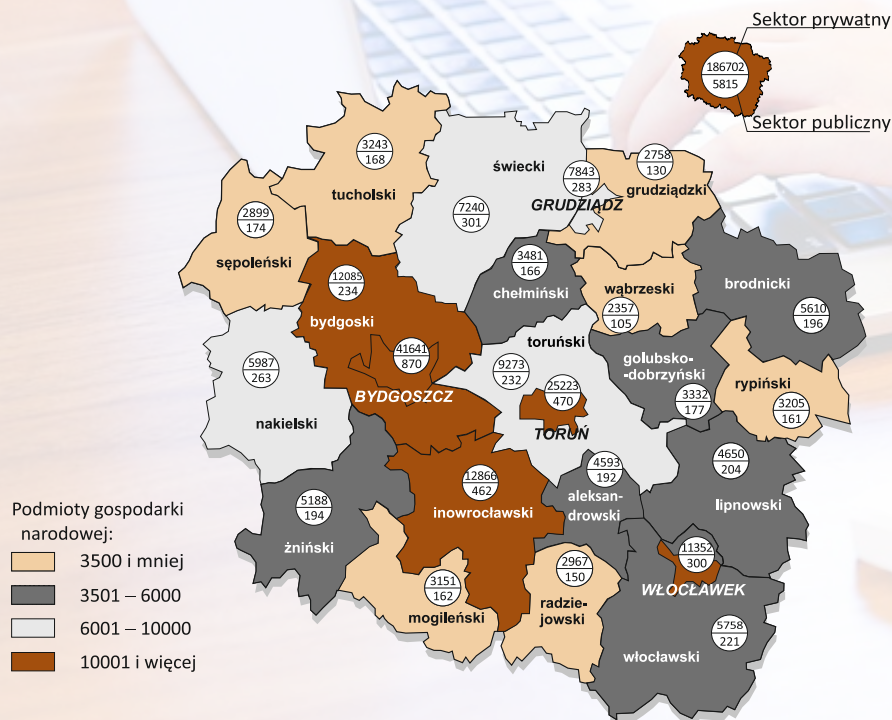 Sektor prywatny
186702
5815
Sektor publiczny
3243
168
tucholski
świecki
7240
301
7843
283
GRUDZIĄDZ
2758
130
grudziądzki
2899
174
sępoleński
12085
234
bydgoski
3481
166
chełmiński
wąbrzeski
2357
105
brodnicki
5610
196
41641
870
BYDGOSZCZ
toruński
9273
232
25223
470
TORUŃ
golubsko-
-dobrzyński
3332
177
rypiński
3205
161
5987
263
nakielski
12866
462
inowrocławski
4593
192
aleksan-
drowski
4650
204
lipnowski
5188
194
żniński
3151
162
mogileński
2967
150
radzie-
jowski
11352
300
WŁOCŁAWEK
5758
221
włocławski
Podmioty gospodarki
narodowej:
3500 i mniej
3501 – 6000
6001 – 10000
10001 i więcej